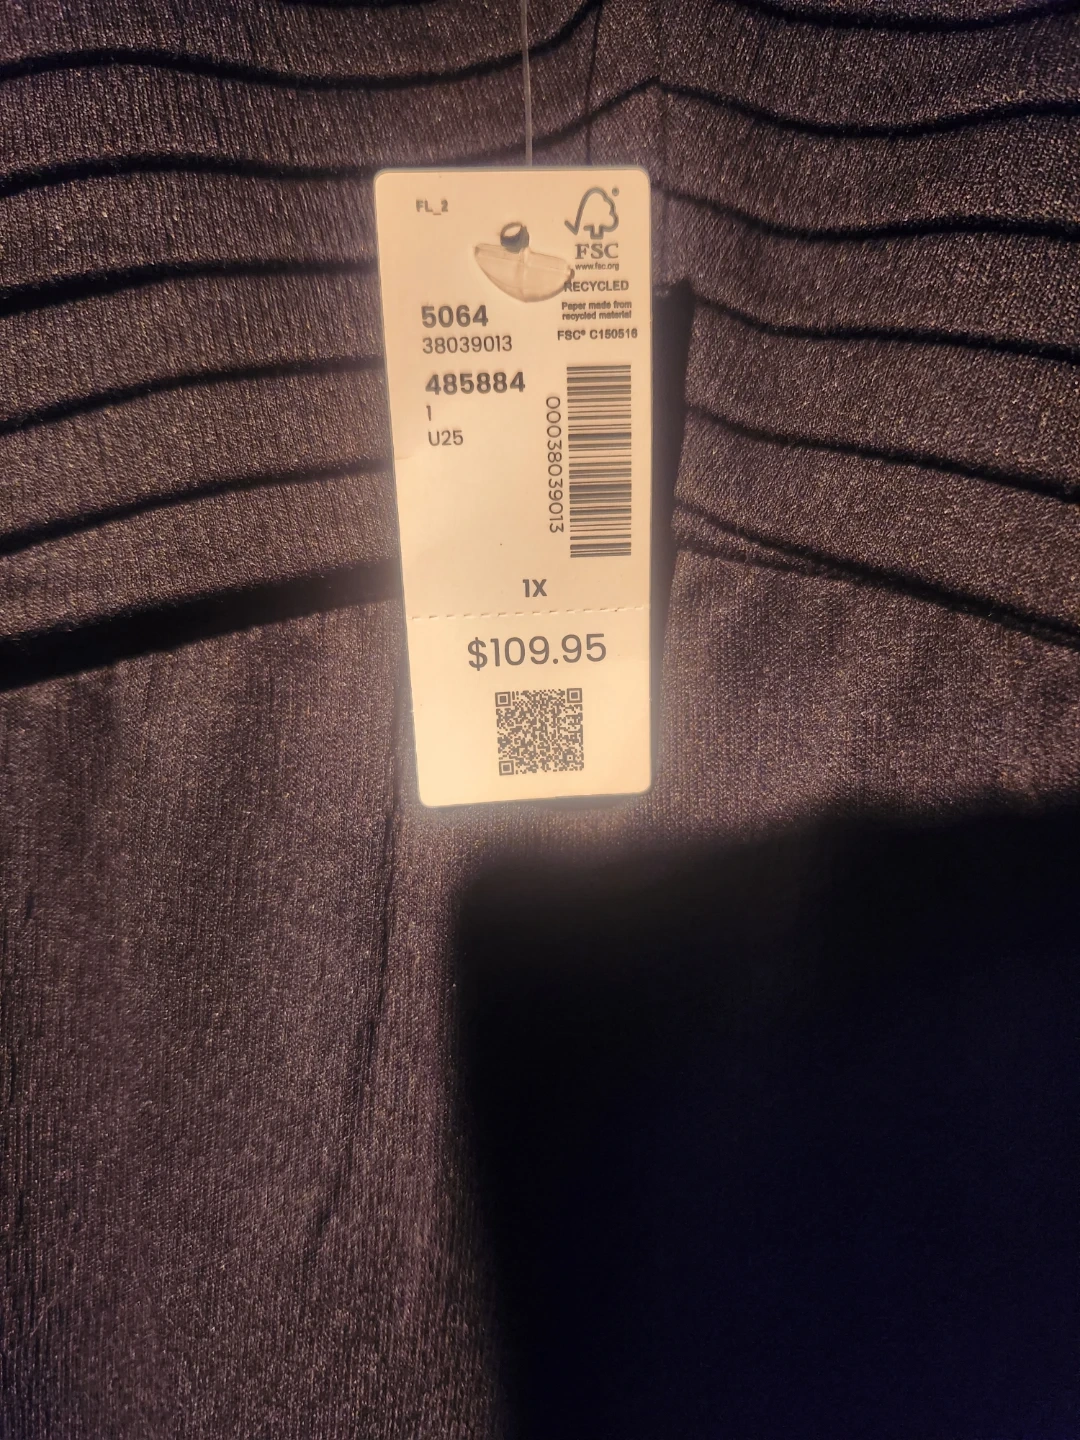 FL_2
FSC
www.fsc.org
RECYCLED
Paper made from
recycled material
FSC® C150516
5064
38039013
485884
1
U25
00038039013
1X
$109.95